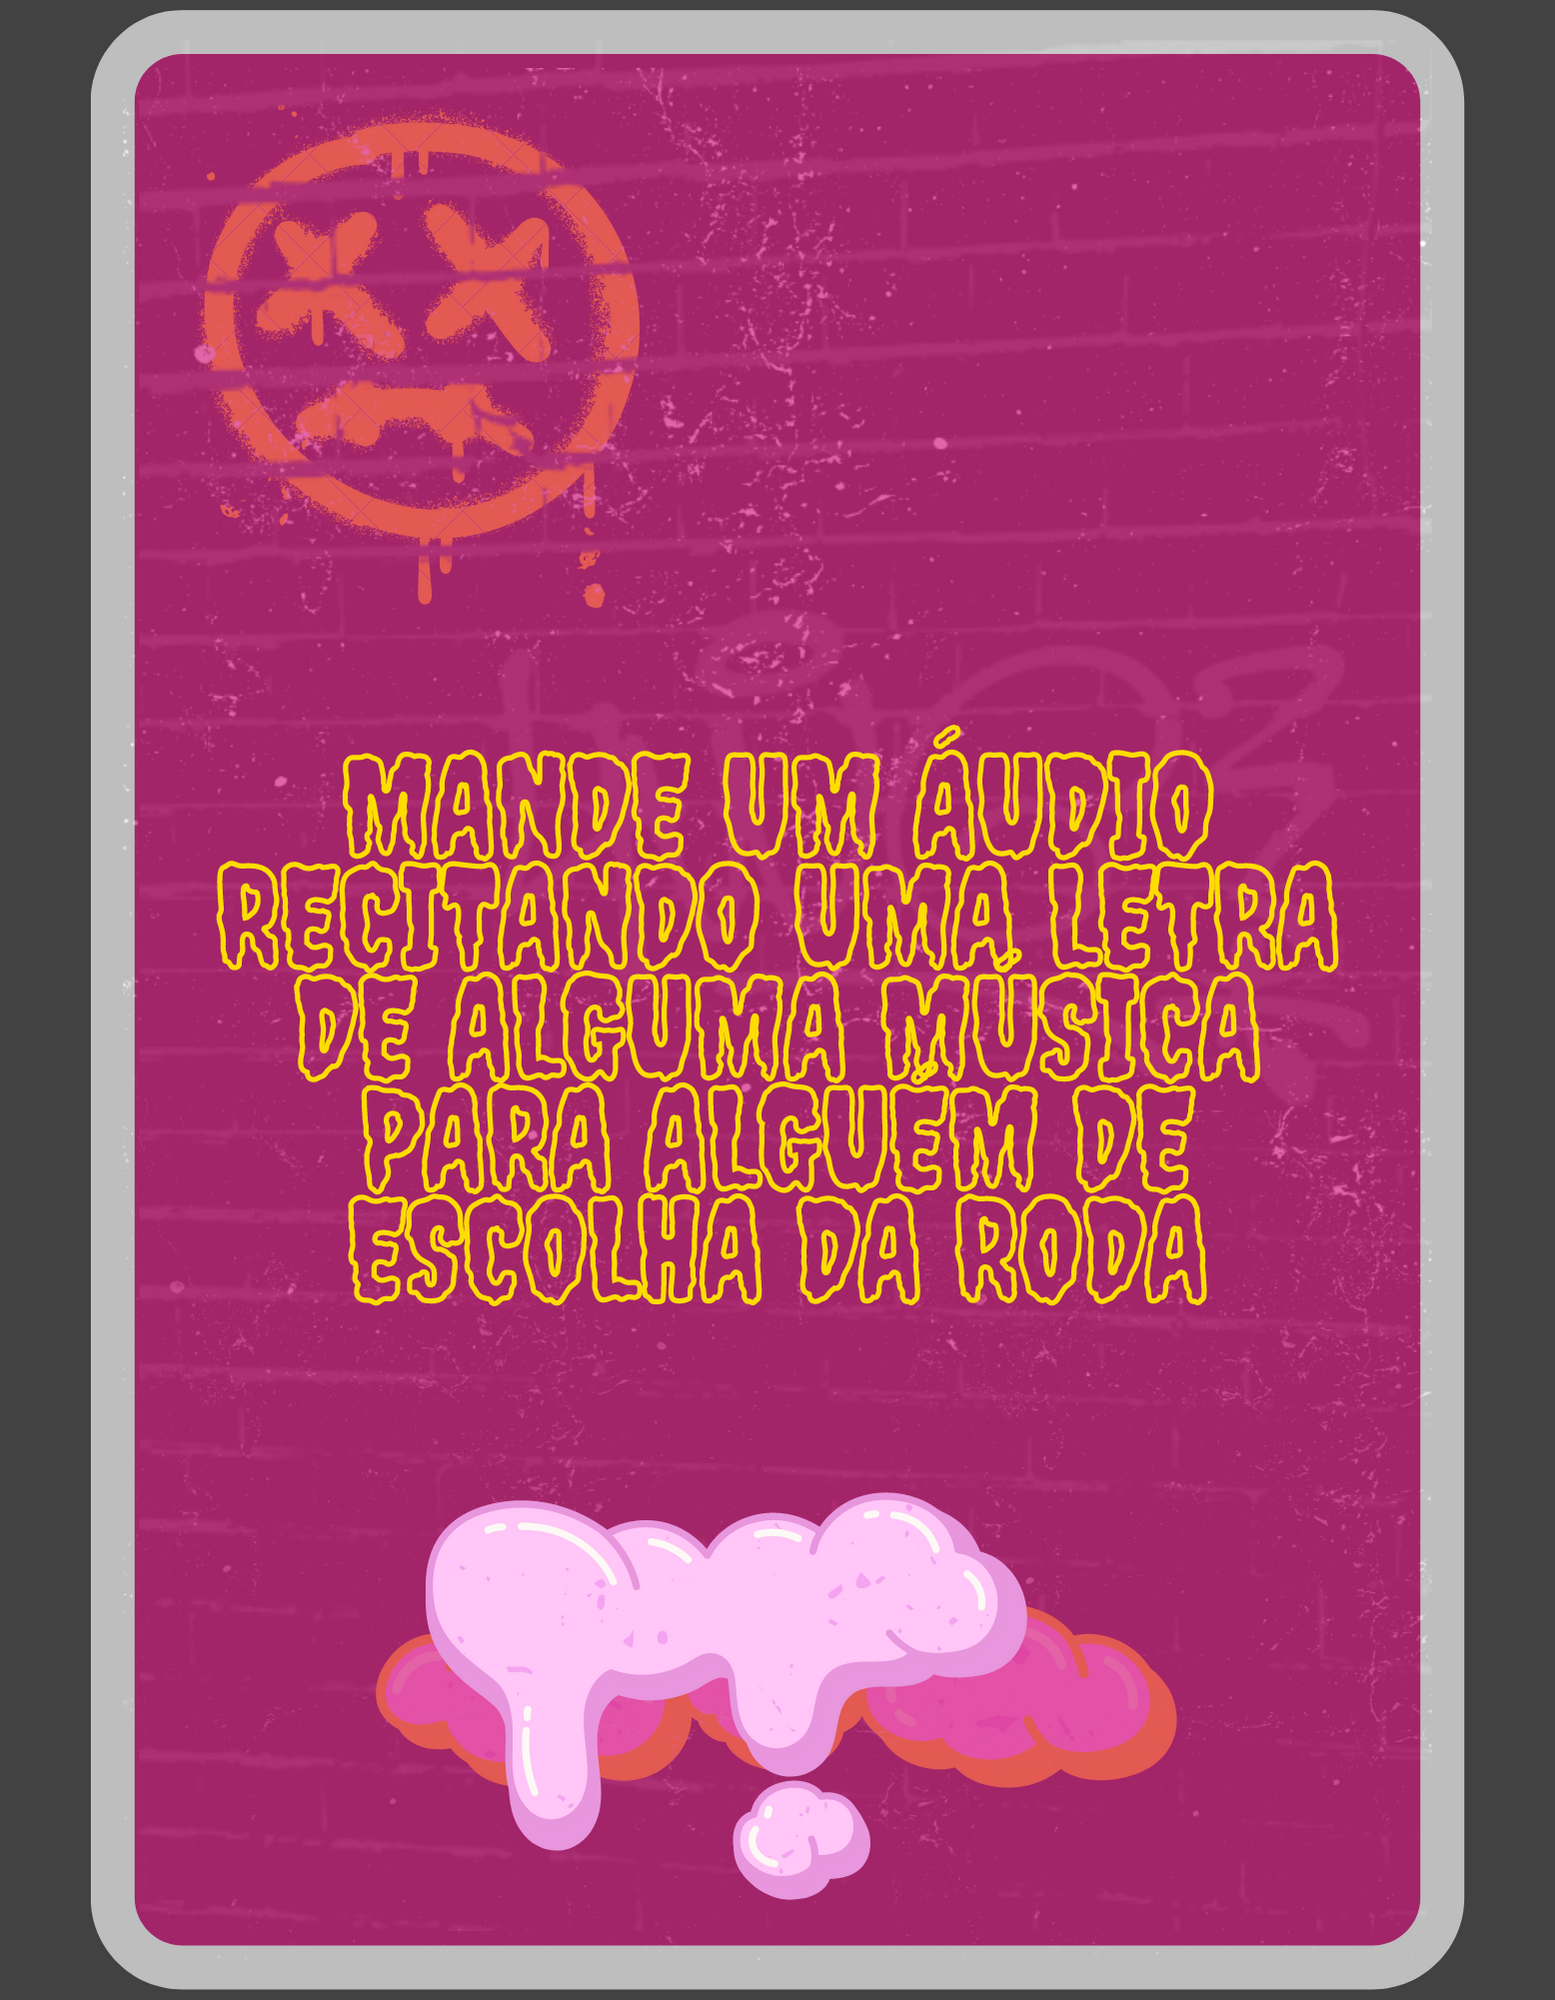 MANDE UM ÁUDIO
RECITANDO UMA LETRA
DE ALGUMA MÚSICA
PARA ALGUÉM DE
ESCOLHA DA RODA